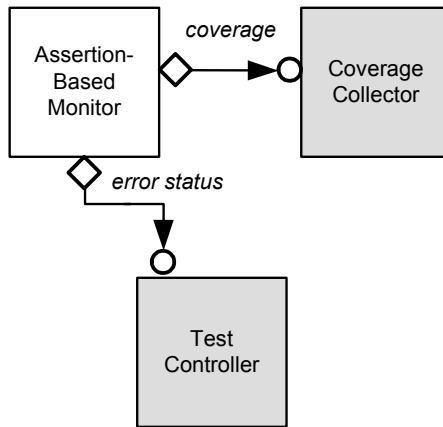 coverage
Assertion-
Based
Monitor
Coverage
Collector
error status
Test
Controller